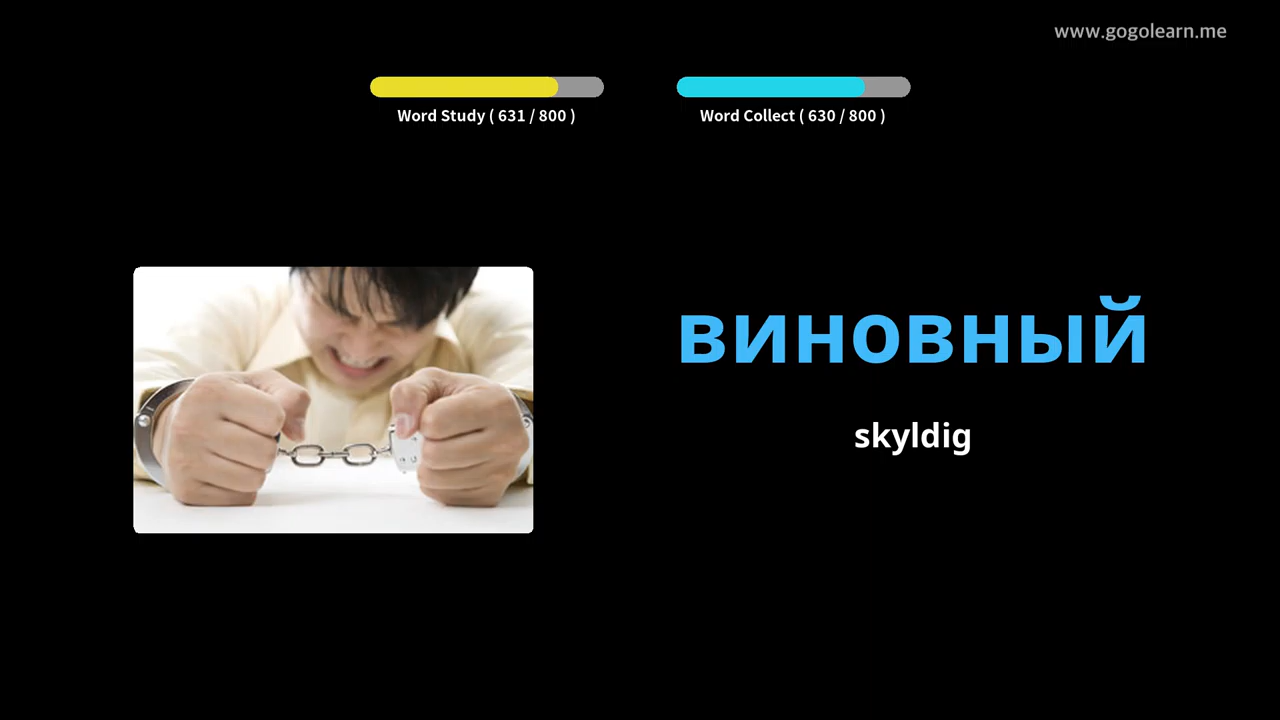 www.gogolearn.me
Word Study ( 631 / 800 )
Word Collect ( 630 / 800 )
виновный
skyldig